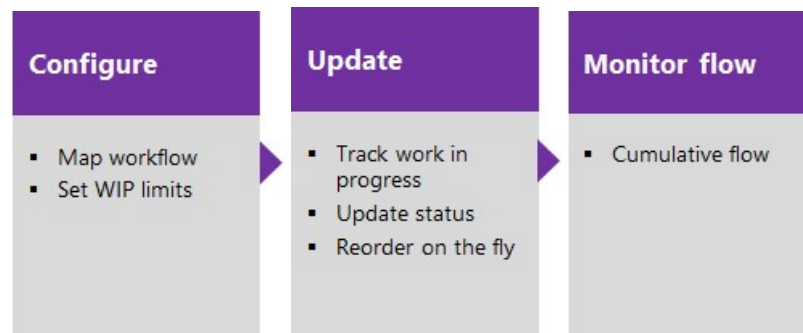 Configure
▪ Map workflow
▪ Set WIP limits
Update
▪ Track work in
progress
▪ Update status
▪ Reorder on the fly
Monitor flow
▪ Cumulative flow